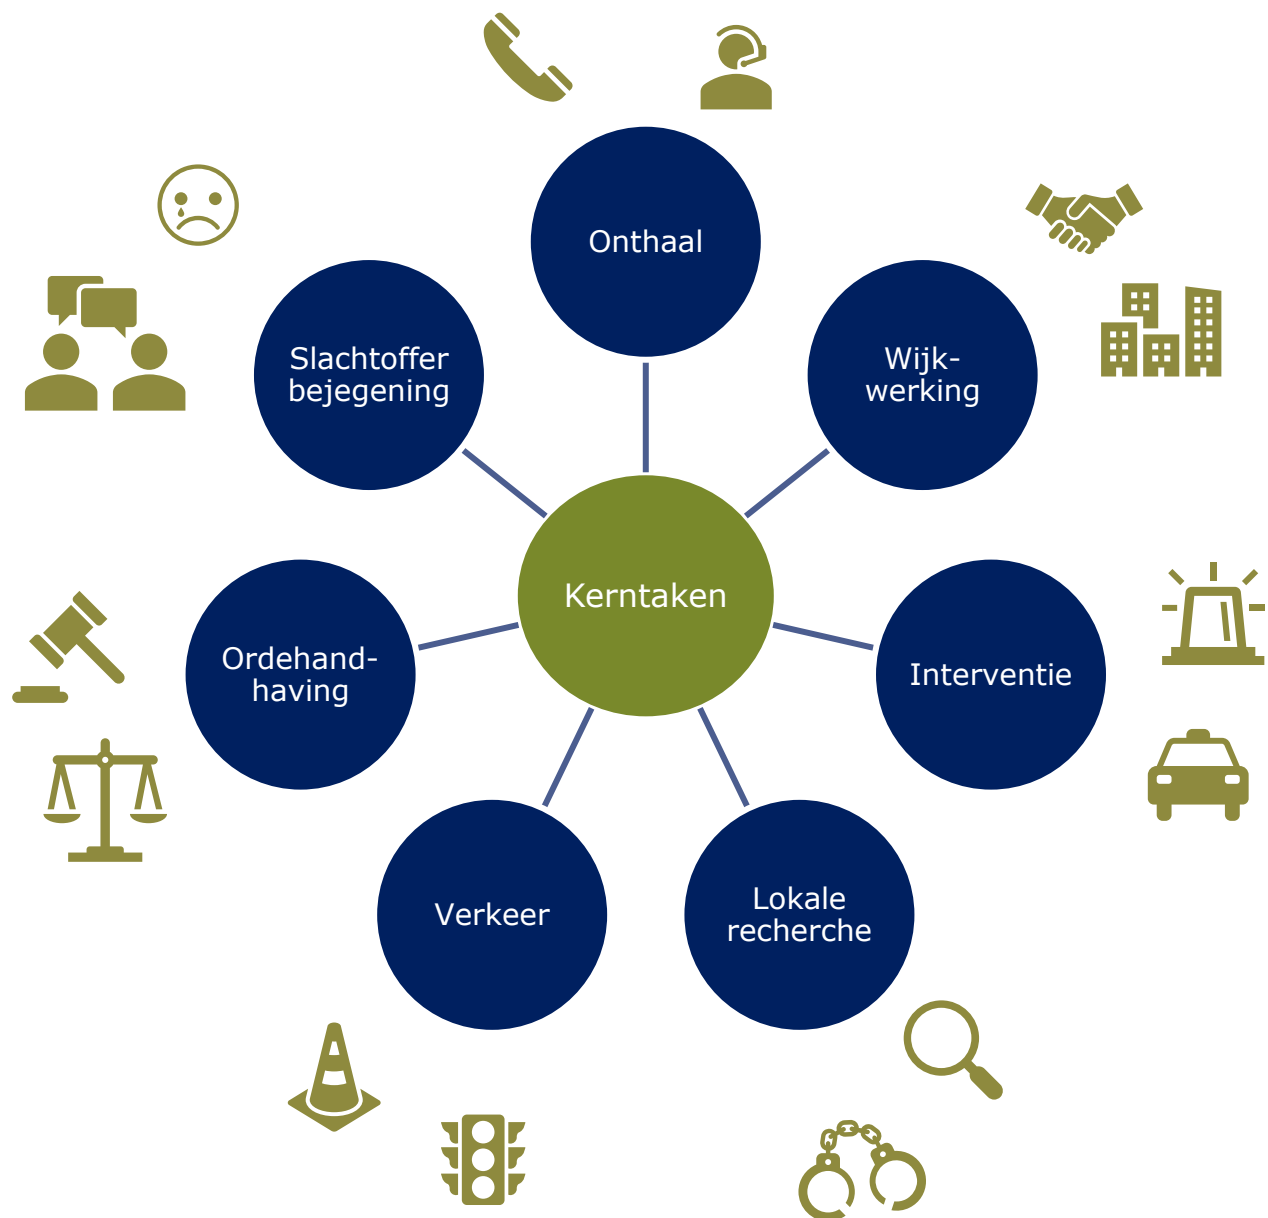 Onthaal
Wijk-
werking
Interventie
Lokale
recherche
Verkeer
Ordehand-
having
Slachtoffer
bejegening
Kerntaken